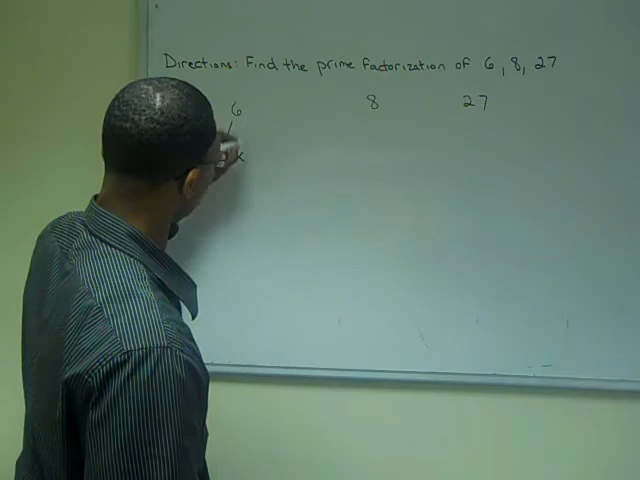 Directions: Find the prime factorization of 6, 8, 27
6 8 27
x